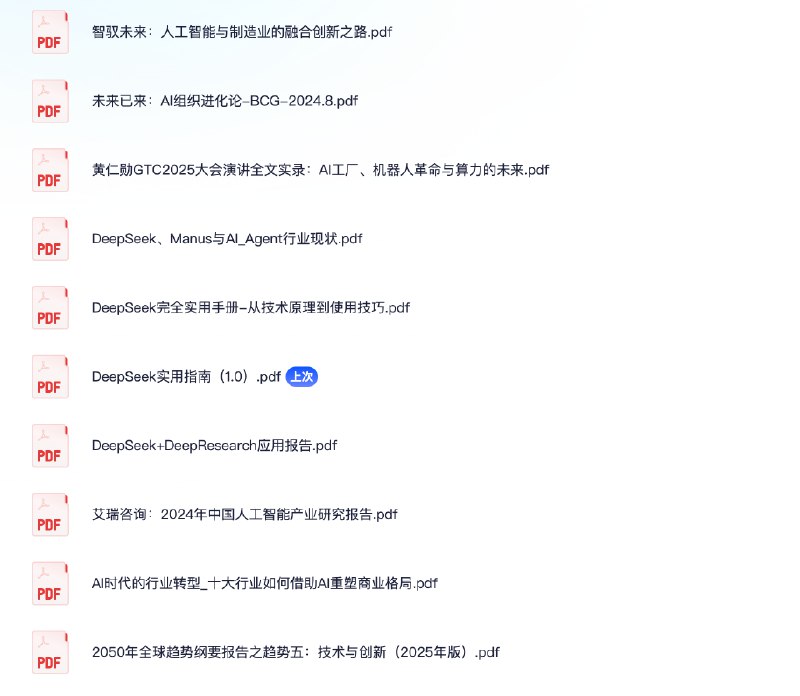 PDF
智驭未来：人工智能与制造业的融合创新之路.pdf
PDF
未来已来：AI组织进化论-BCG-2024.8.pdf
PDF
黄仁勋GTC2025大会演讲全文实录：AI工厂、机器人革命与算力的未来.pdf
PDF
DeepSeek、Manus与AI_Agent行业现状.pdf
PDF
DeepSeek完全实用手册-从技术原理到使用技巧.pdf
PDF
DeepSeek实用指南（1.0）.pdf 上次
PDF
DeepSeek+DeepResearch应用报告.pdf
PDF
艾瑞咨询：2024年中国人工智能产业研究报告.pdf
PDF
AI时代的行业转型_十大行业如何借助AI重塑商业格局.pdf
PDF
2050年全球趋势纲要报告之趋势五：技术与创新（2025年版）.pdf